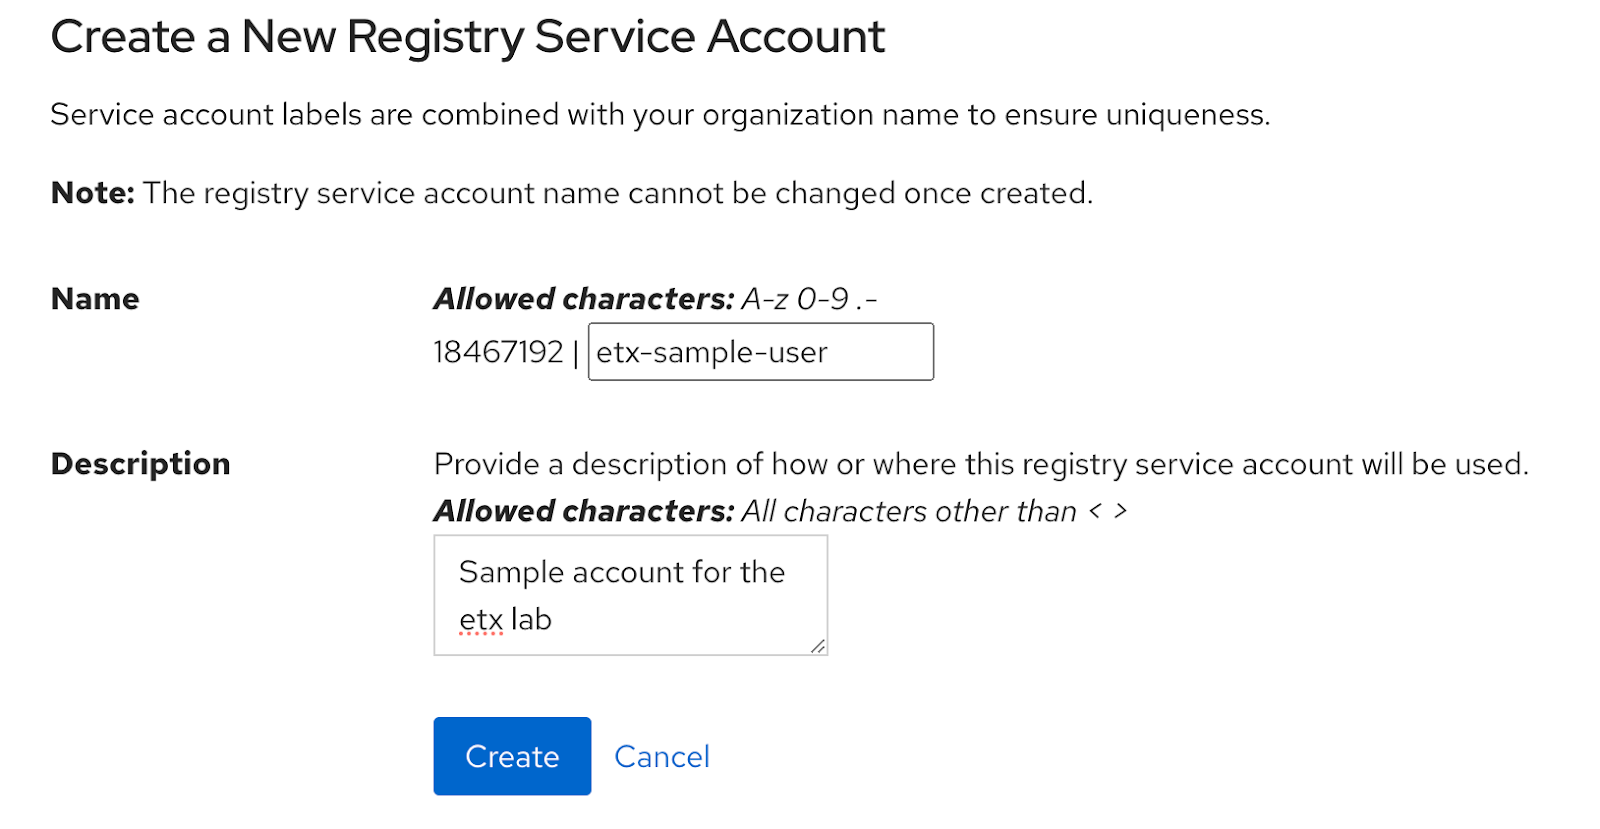 Create a New Registry Service Account
Service account labels are combined with your organization name to ensure uniqueness.
Note: The registry service account name cannot be changed once created.
Name
Allowed characters: A-z 0-9 .-
18467192 | etx-sample-user
Description
Provide a description of how or where this registry service account will be used.
Allowed characters: All characters other than < >
Sample account for the
etx lab
Create Cancel